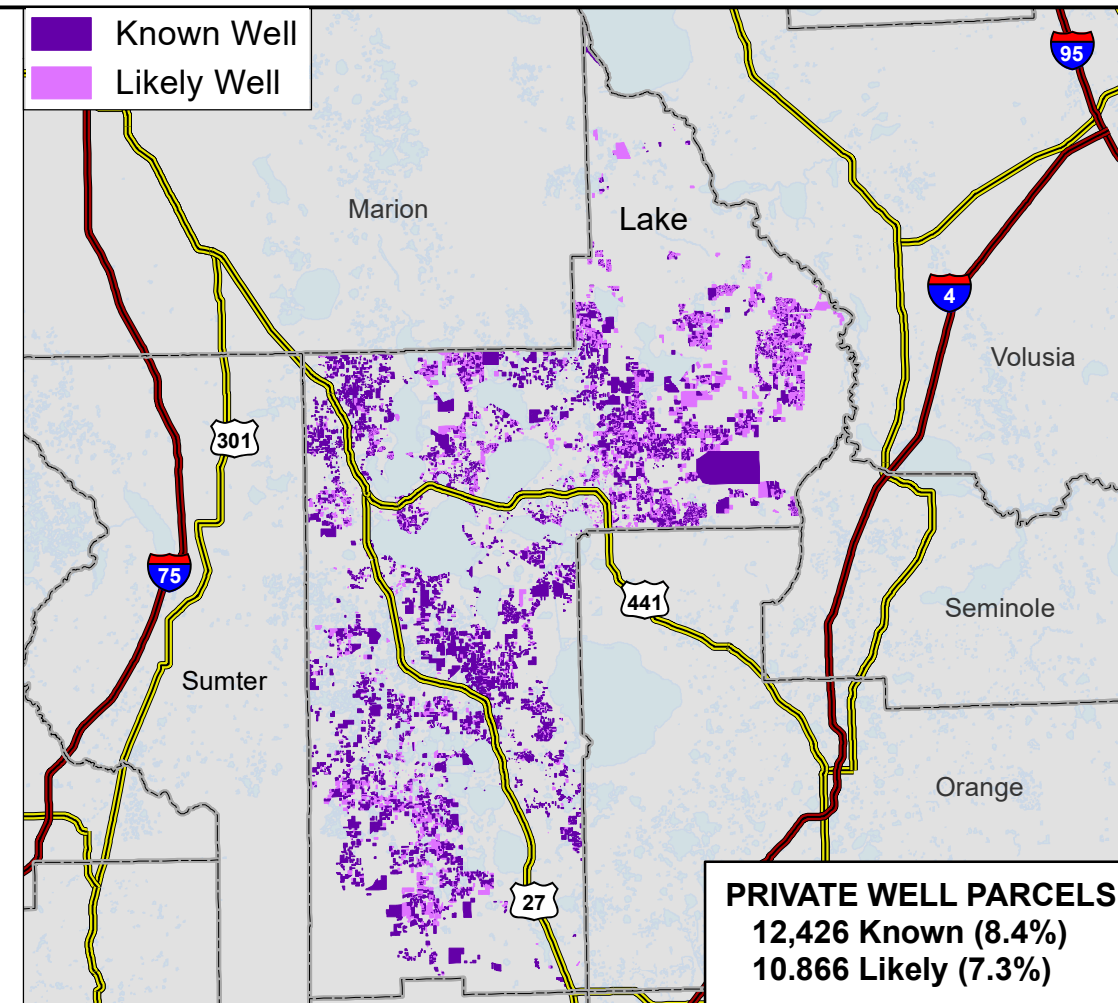 Known Well
Likely Well
95
Marion
Lake
4
Volusia
301
75
441
Seminole
Sumter
Orange
27
PRIVATE WELL PARCELS
12,426 Known (8.4%)
10.866 Likely (7.3%)